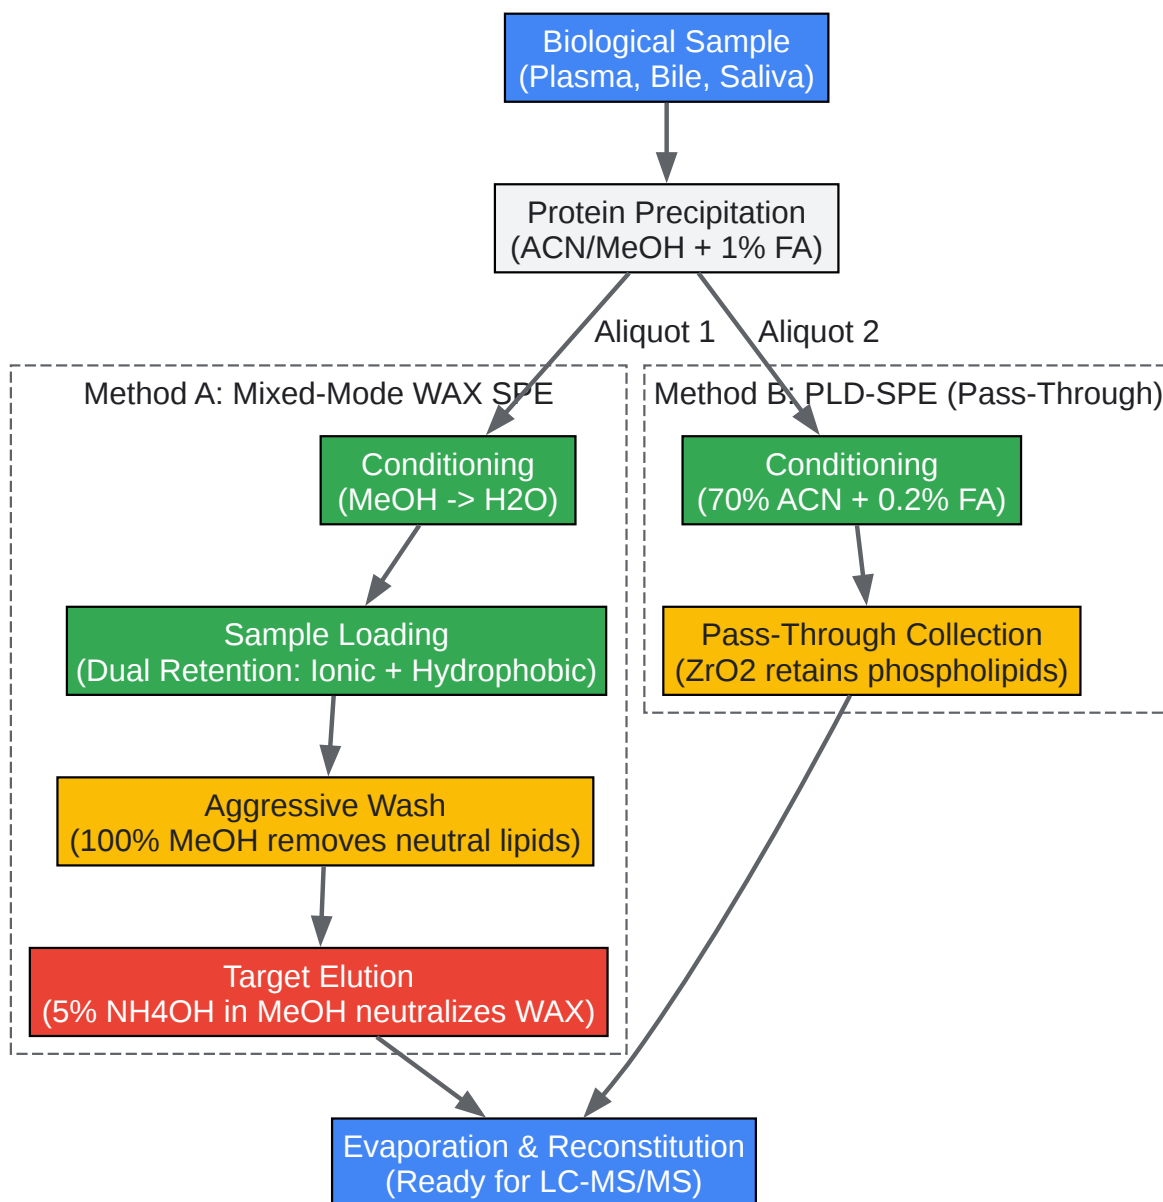 Biological Sample
(Plasma, Bile, Saliva)
Protein Precipitation
(ACN/MeOH + 1% FA)
Aliquot 1
Aliquot 2
Method A: Mixed-Mode WAX SPE
Conditioning
(MeOH -> H2O)
Sample Loading
(Dual Retention: Ionic + Hydrophobic)
Aggressive Wash
(100% MeOH removes neutral lipids)
Target Elution
(5% NH4OH in MeOH neutralizes WAX)
Method B: PLD-SPE (Pass-Through)
Conditioning
(70% ACN + 0.2% FA)
Pass-Through Collection
(ZrO2 retains phospholipids)
Evaporation & Reconstitution
(Ready for LC-MS/MS)